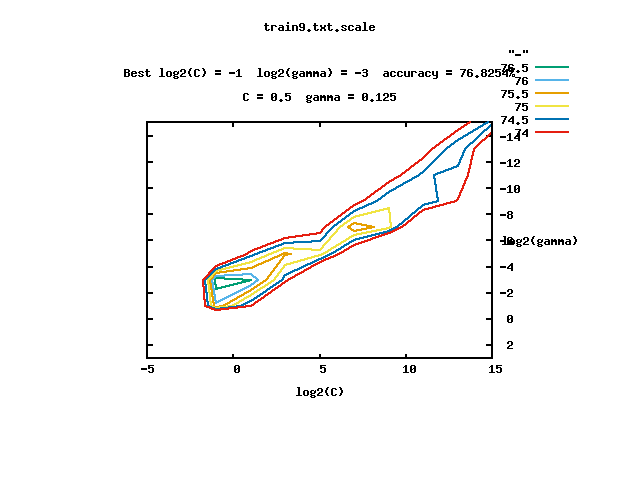 train9.txt.scale
"-"
Best log2(C) = -1  log2(gamma) = -3  accuracy = 76.8254%
76.5
76
75.5
C = 0.5  gamma = 0.125
75
74.5
74
-14
-12
-10
-8
-6
log2(gamma)
-4
-2
0
2
-5 0 5 10 15
log2(C)